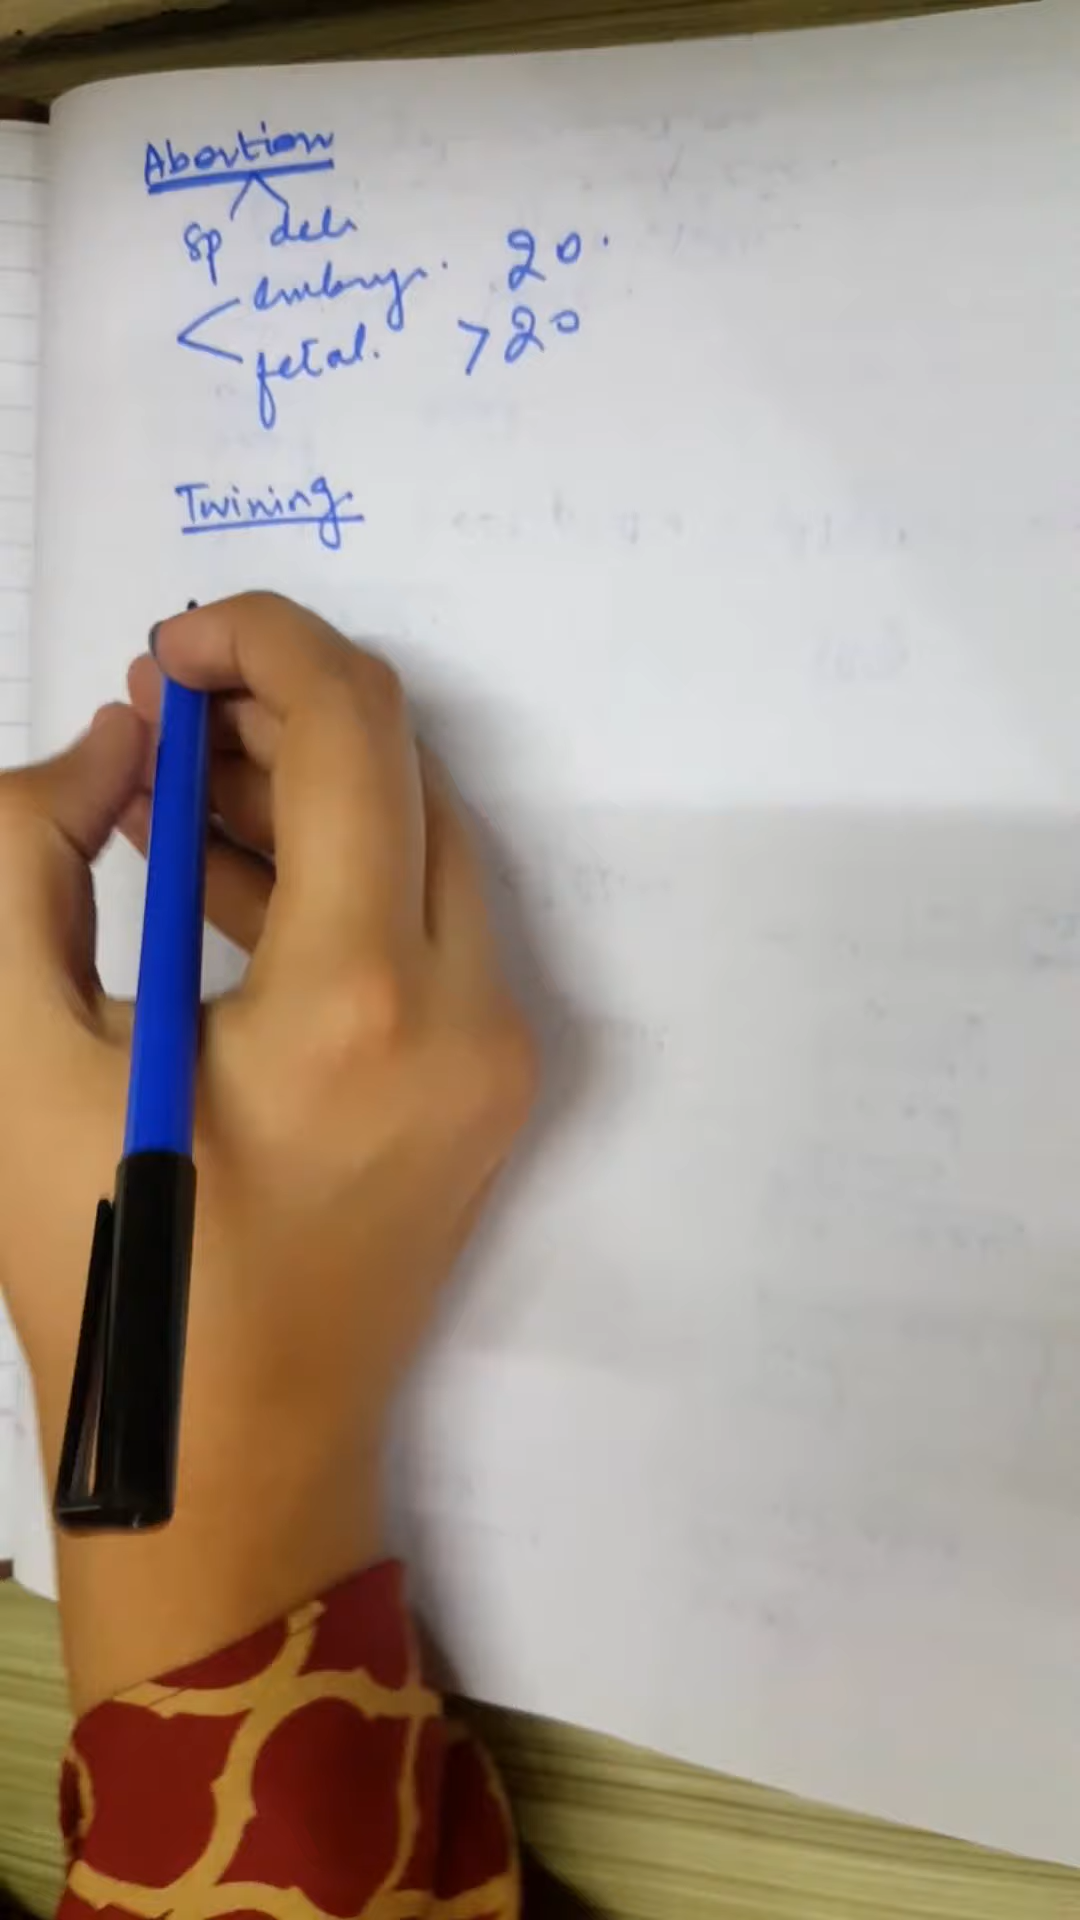 Abortion
Sp deli
embryo. 20.
fetal. >20
Twining.